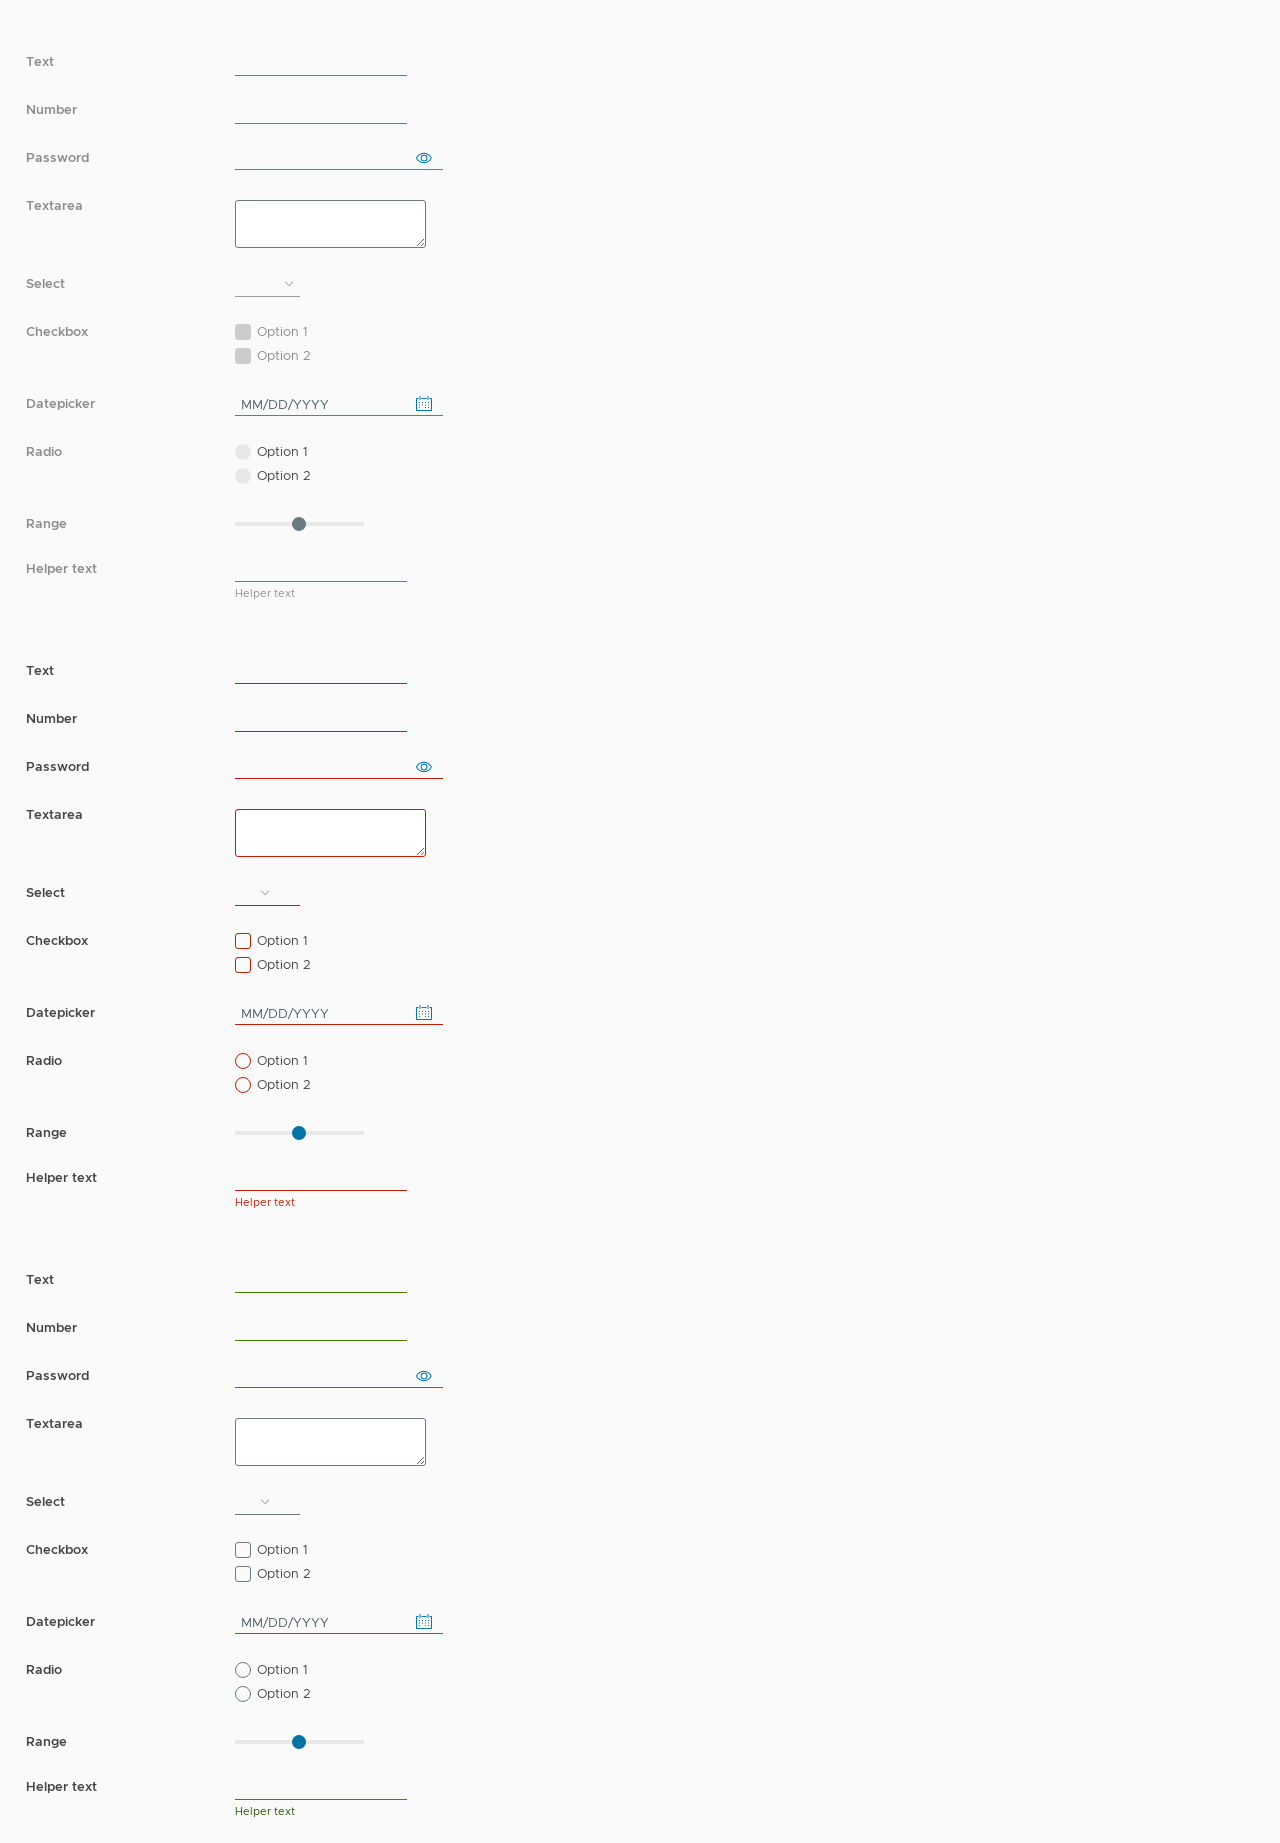 Text
Number
Password
Textarea
Select
Checkbox
Option 1
Option 2
Datepicker
MM/DD/YYYY
Radio
Option 1
Option 2
Range
Helper text
Helper text
Text
Number
Password
Textarea
Select
Checkbox
Option 1
Option 2
Datepicker
MM/DD/YYYY
Radio
Option 1
Option 2
Range
Helper text
Helper text
Text
Number
Password
Textarea
Select
Checkbox
Option 1
Option 2
Datepicker
MM/DD/YYYY
Radio
Option 1
Option 2
Range
Helper text
Helper text